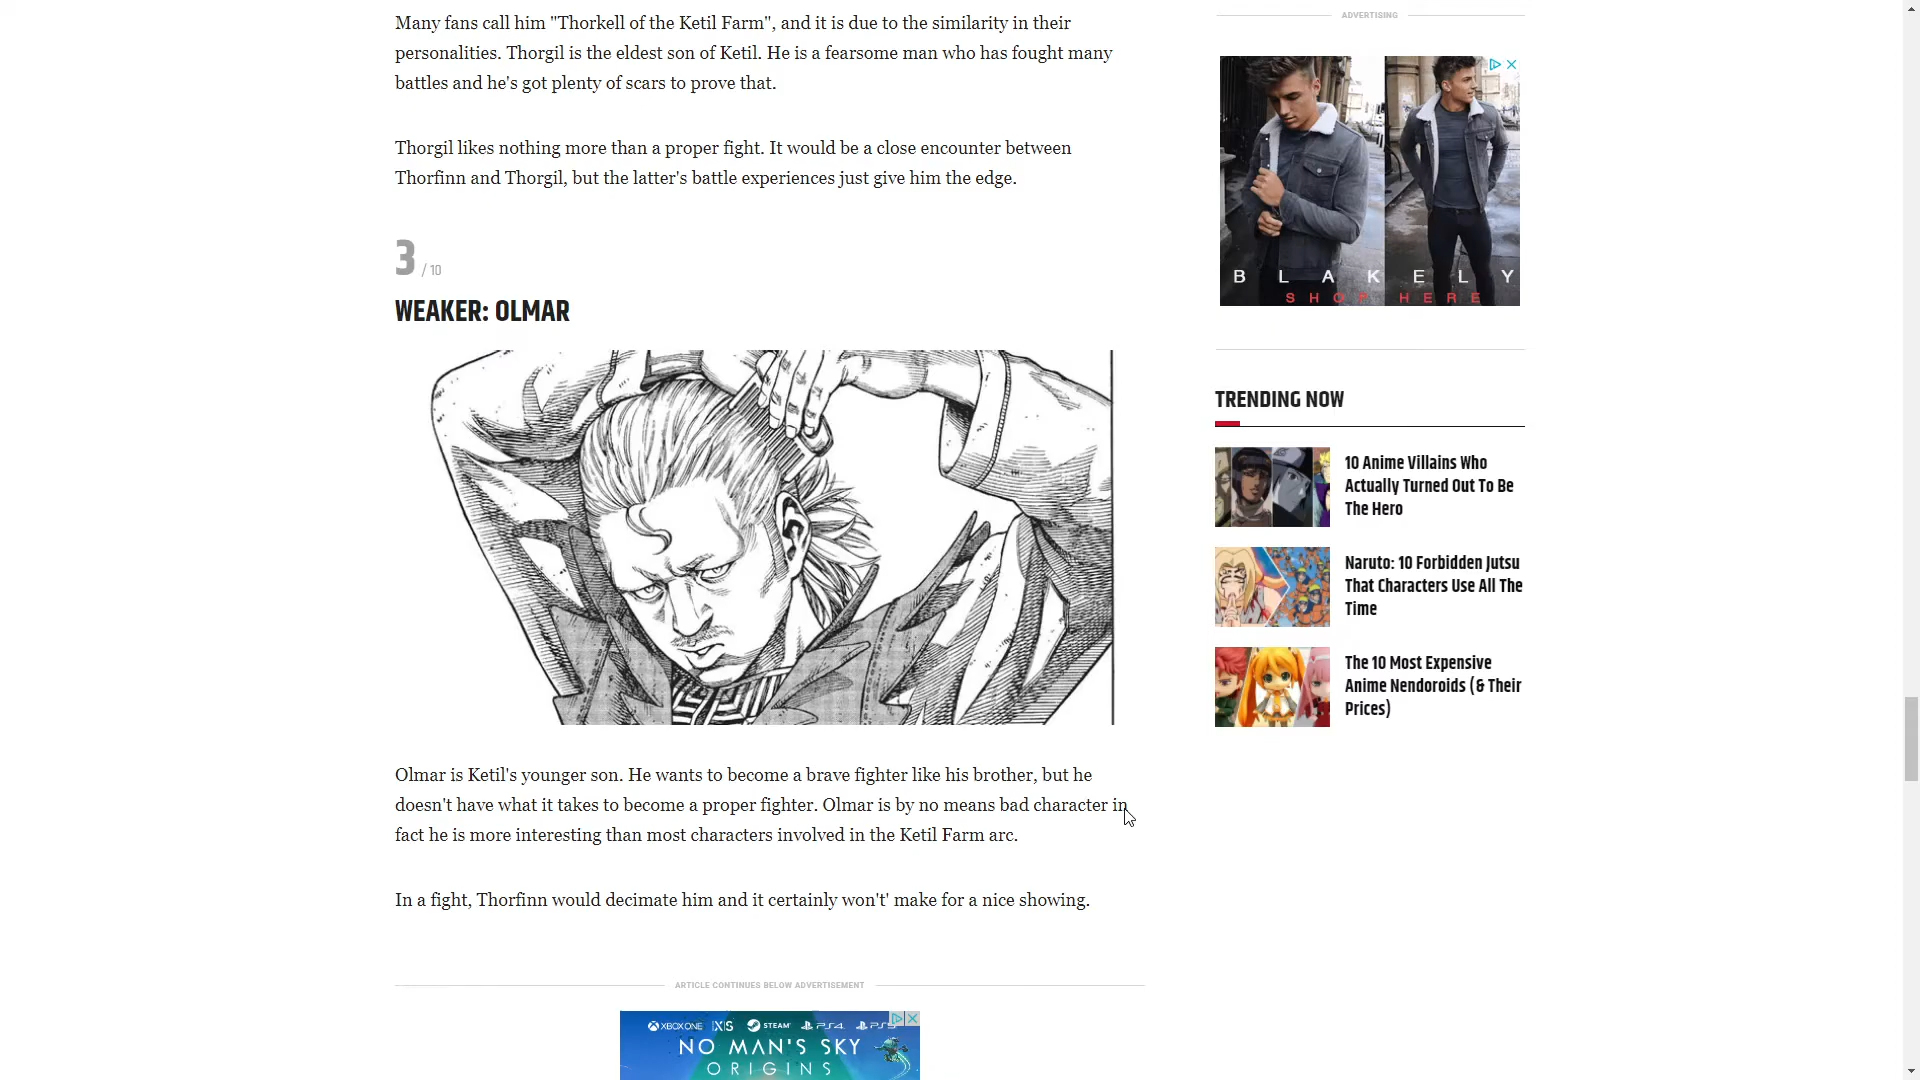 Many fans call him "Thorkell of the Ketil Farm", and it is due to the similarity in their
personalities. Thorgil is the eldest son of Ketil. He is a fearsome man who has fought many
battles and he's got plenty of scars to prove that.
Thorgil likes nothing more than a proper fight. It would be a close encounter between
Thorfinn and Thorgil, but the latter's battle experiences just give him the edge.
3 / 10
WEAKER: OLMAR
Olmar is Ketil's younger son. He wants to become a brave fighter like his brother, but he
doesn't have what it takes to become a proper fighter. Olmar is by no means bad character in
fact he is more interesting than most characters involved in the Ketil Farm arc.
In a fight, Thorfinn would decimate him and it certainly won't' make for a nice showing.
ARTICLE CONTINUES BELOW ADVERTISEMENT
XBOX ONE X|S STEAM PS4 PS5
NO MAN'S SKY
ORIGINS
ADVERTISING
BLAKELY
SHOP HERE
TRENDING NOW
10 Anime Villains Who
Actually Turned Out To Be
The Hero
Naruto: 10 Forbidden Jutsu
That Characters Use All The
Time
The 10 Most Expensive
Anime Nendoroids (& Their
Prices)